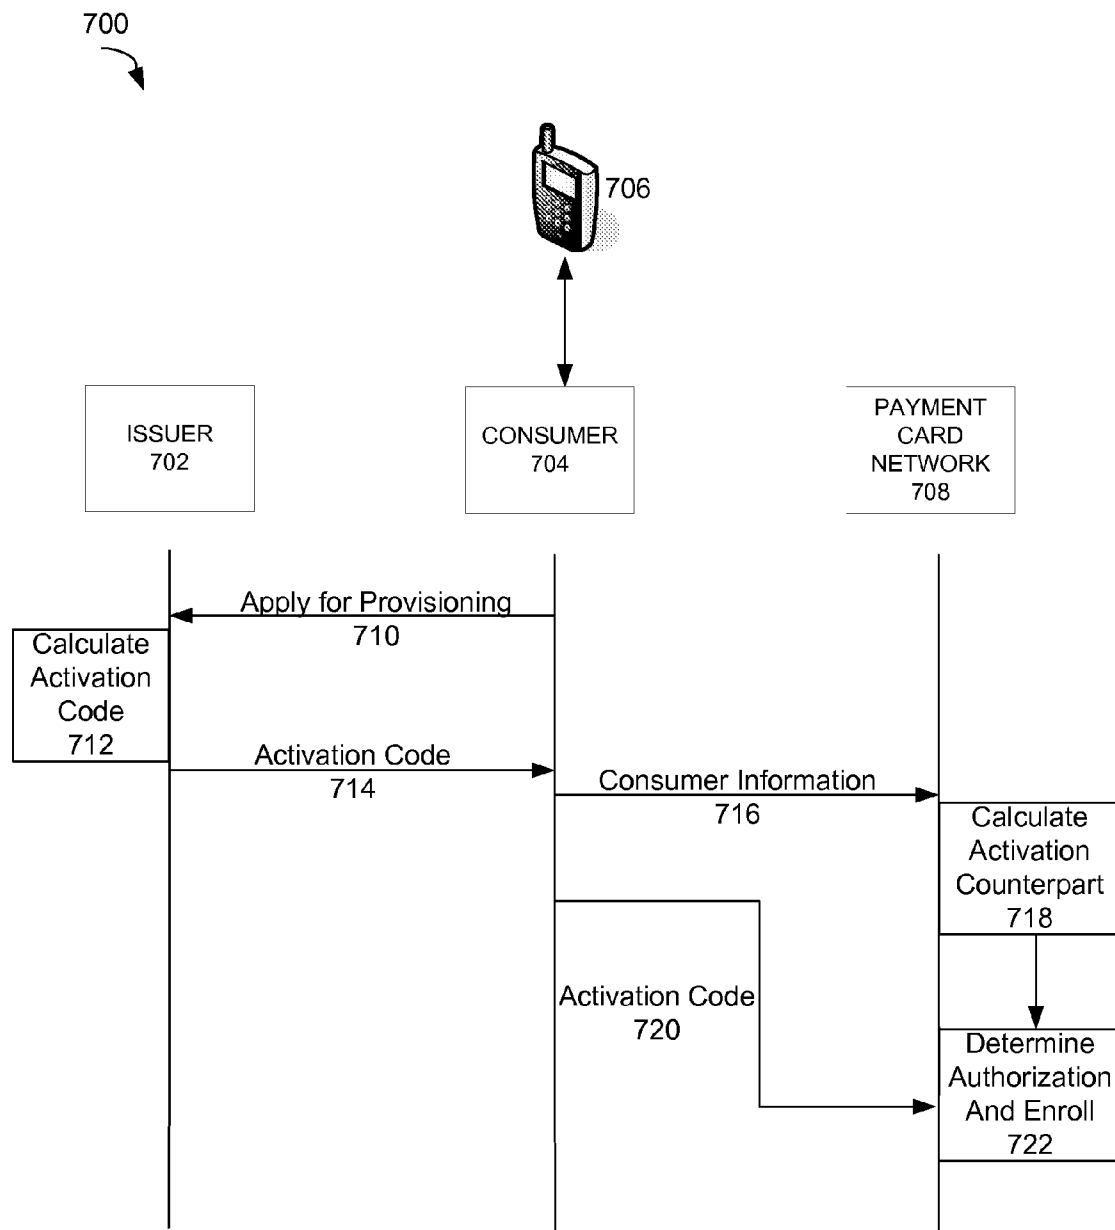 700
706
ISSUER
702
CONSUMER
704
PAYMENT
CARD
NETWORK
708
Apply for Provisioning
710
Calculate
Activation
Code
712
Activation Code
714
Consumer Information
716
Calculate
Activation
Counterpart
718
Activation Code
720
Determine
Authorization
And Enroll
722